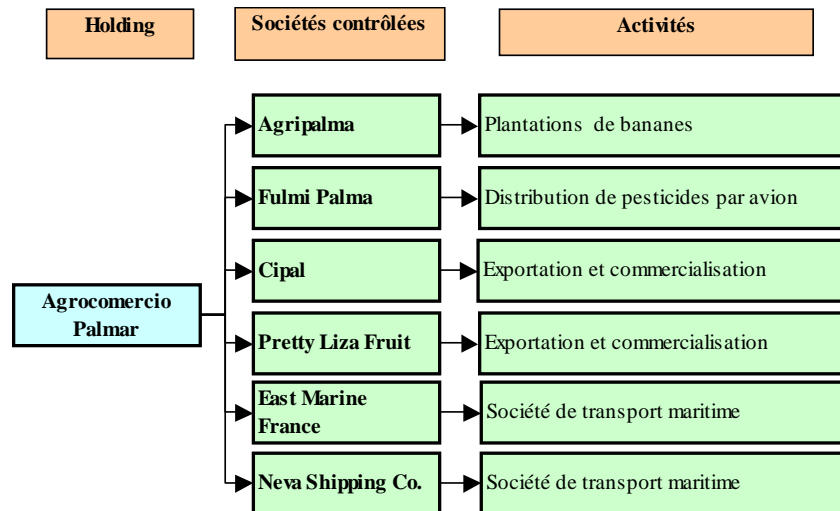 Holding
Sociétés contrôlées
Activités
Agrocomercio
Palmar
Agripalma
Plantations de bananes
Fulmi Palma
Distribution de pesticides par avion
Cipal
Exportation et commercialisation
Pretty Liza Fruit
Exportation et commercialisation
East Marine
France
Société de transport maritime
Neva Shipping Co.
Société de transport maritime